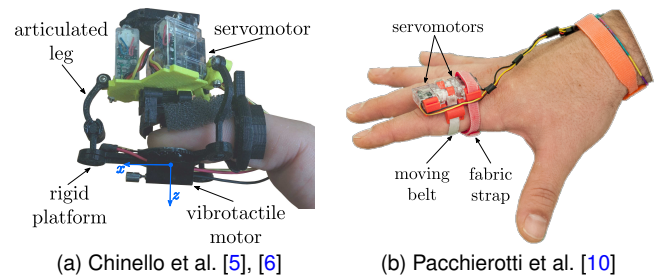 articulated
leg
servomotor
x
z
rigid
platform
vibrotactile
motor
(a) Chinello et al. [5], [6]
servomotors
moving
belt
fabric
strap
(b) Pacchierotti et al. [10]